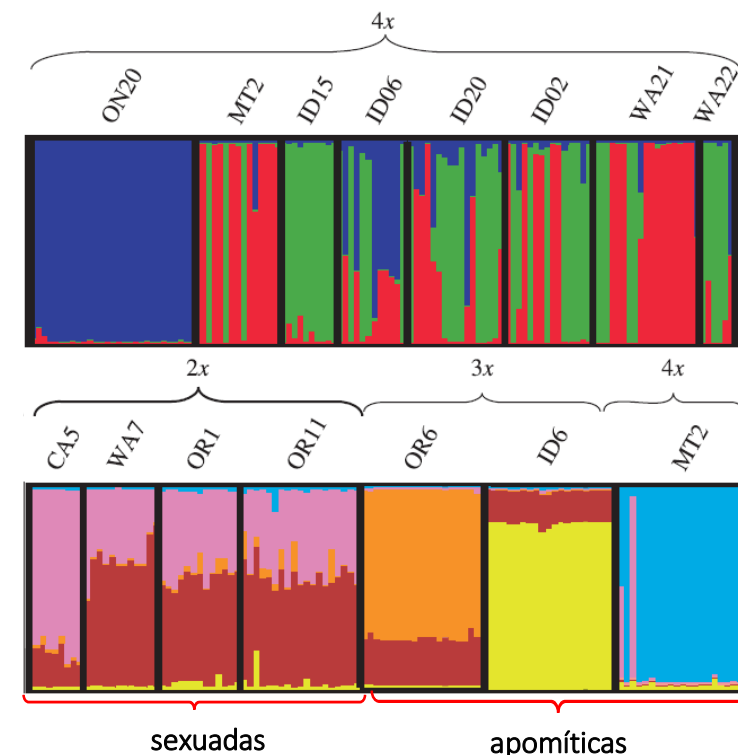 4x
ON20 MT2 ID15 ID06 ID20 ID02 WA21 WA22
2x 3x 4x
CA5 WA7 OR1 OR11 OR6 ID6 MT2
sexuadas apomíticas